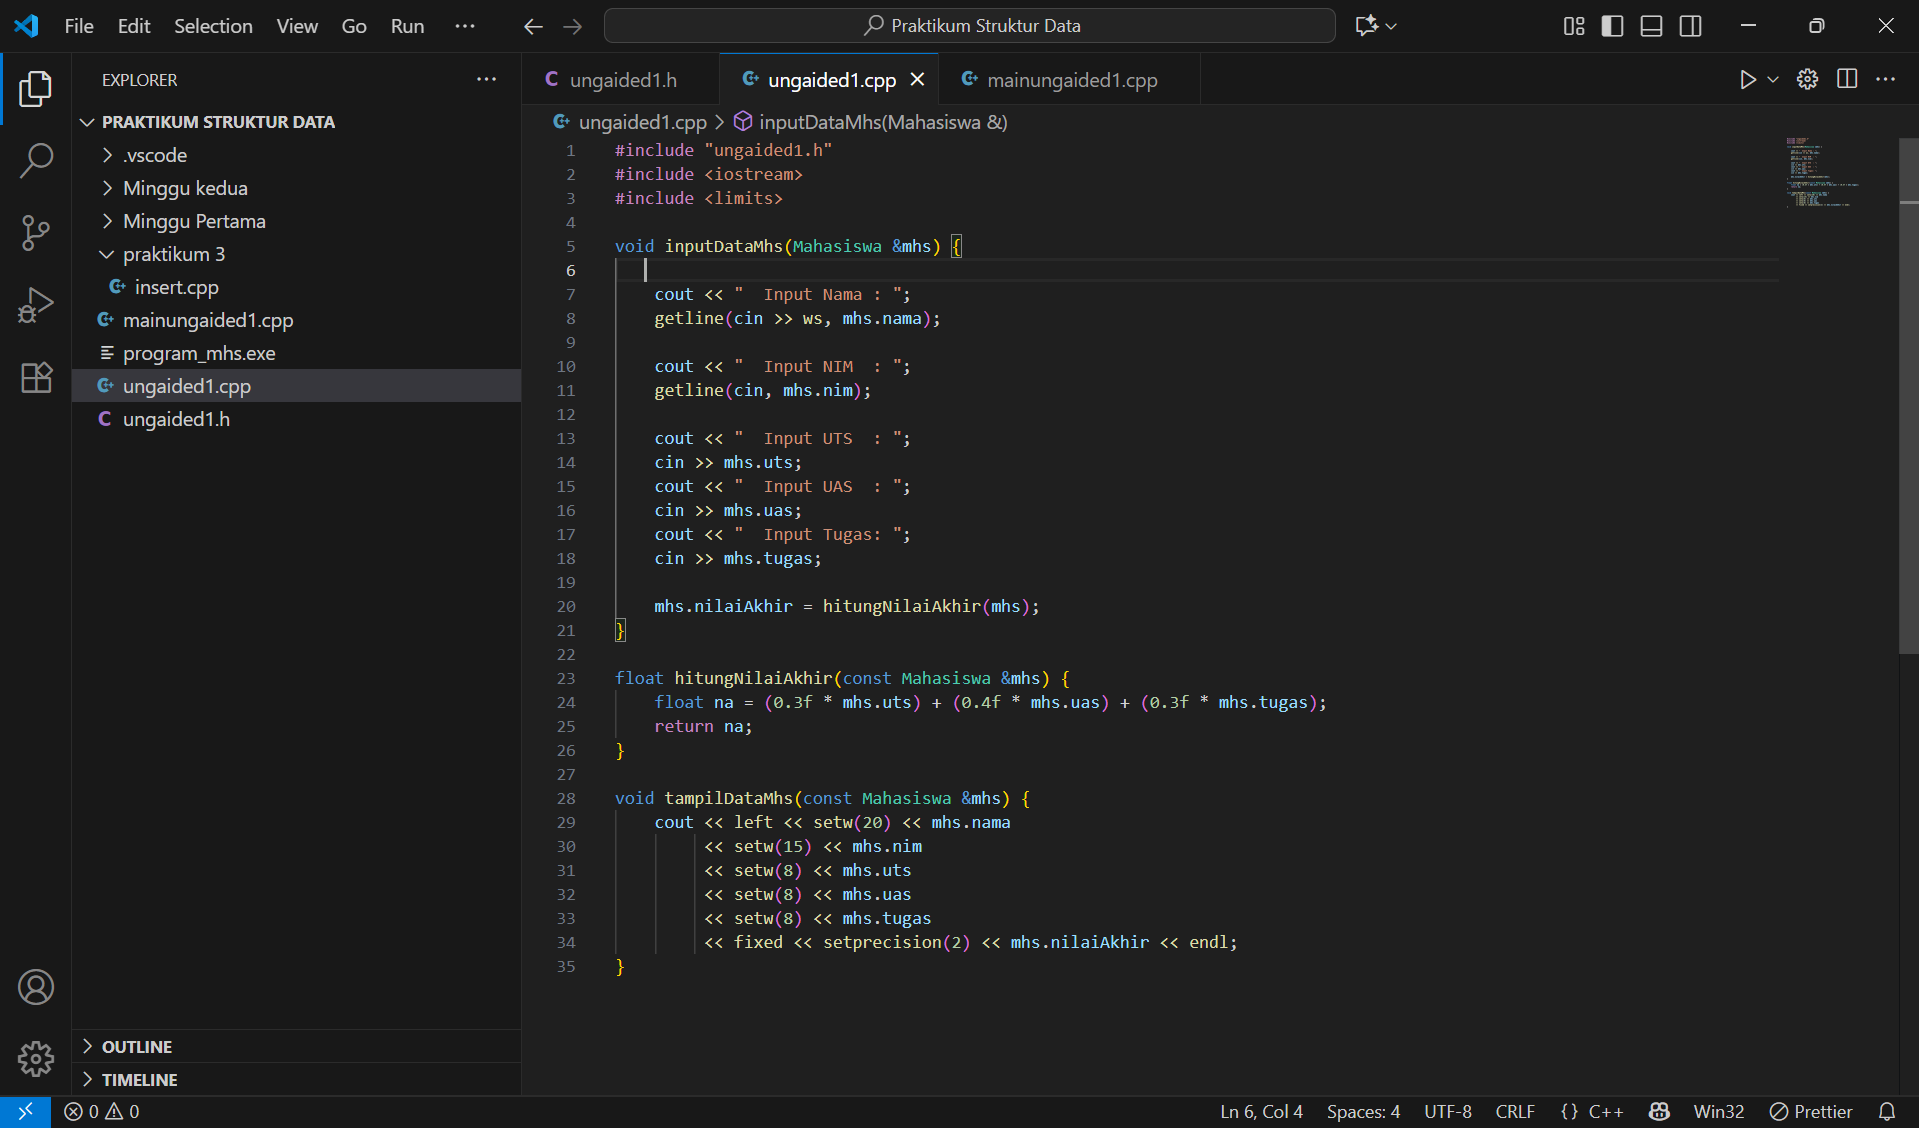 File Edit Selection View Go Run ··· Praktikum Struktur Data
EXPLORER ···
PRAKTIKUM STRUKTUR DATA
.vscode
Minggu kedua
Minggu Pertama
praktikum 3
insert.cpp
mainungaided1.cpp
program_mhs.exe
ungaided1.cpp
ungaided1.h
OUTLINE
TIMELINE
ungaided1.h ungaided1.cpp mainungaided1.cpp
ungaided1.cpp > inputDataMhs(Mahasiswa &)
1 #include "ungaided1.h"
2 #include <iostream>
3 #include <limits>
4
5 void inputDataMhs(Mahasiswa &mhs) {
6
7     cout << "  Input Nama : ";
8     getline(cin >> ws, mhs.nama);
9
10     cout << "  Input NIM  : ";
11     getline(cin, mhs.nim);
12
13     cout << "  Input UTS  : ";
14     cin >> mhs.uts;
15     cout << "  Input UAS  : ";
16     cin >> mhs.uas;
17     cout << "  Input Tugas: ";
18     cin >> mhs.tugas;
19
20     mhs.nilaiAkhir = hitungNilaiAkhir(mhs);
21 }
22
23 float hitungNilaiAkhir(const Mahasiswa &mhs) {
24     float na = (0.3f * mhs.uts) + (0.4f * mhs.uas) + (0.3f * mhs.tugas);
25     return na;
26 }
27
28 void tampilDataMhs(const Mahasiswa &mhs) {
29     cout << left << setw(20) << mhs.nama
30          << setw(15) << mhs.nim
31          << setw(8) << mhs.uts
32          << setw(8) << mhs.uas
33          << setw(8) << mhs.tugas
34          << fixed << setprecision(2) << mhs.nilaiAkhir << endl;
35 }
0 0 Ln 6, Col 4 Spaces: 4 UTF-8 CRLF {} C++ Win32 Prettier